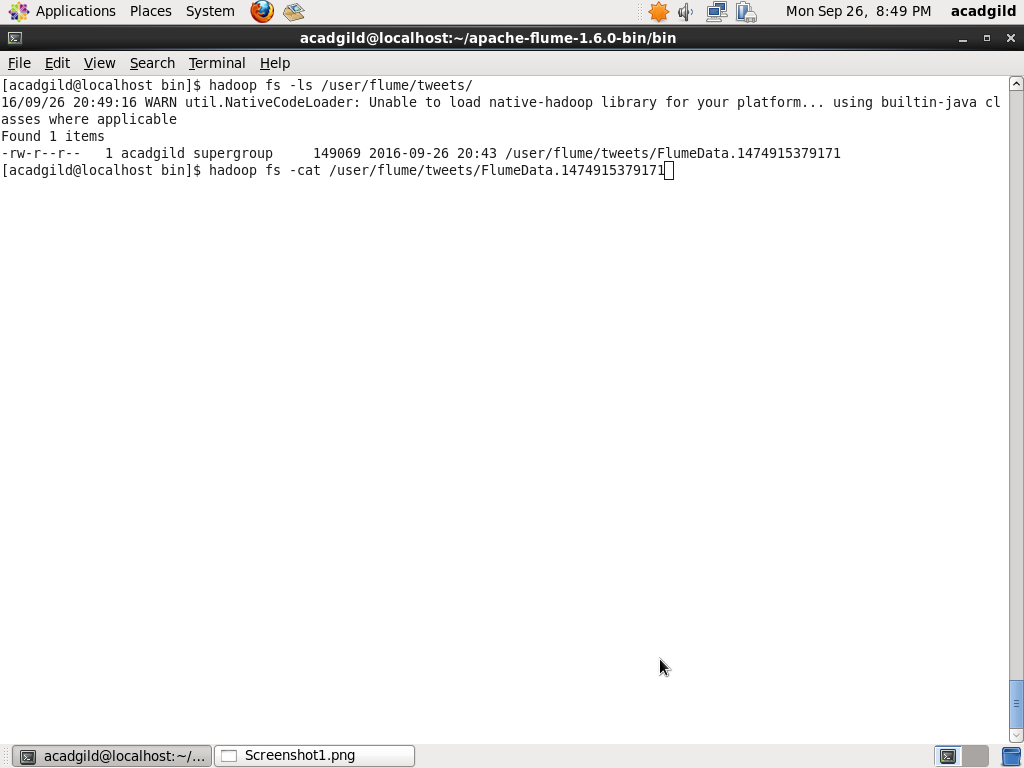 Applications Places System Mon Sep 26, 8:49 PM acadgild
acadgild@localhost:~/apache-flume-1.6.0-bin/bin
File Edit View Search Terminal Help
[acadgild@localhost bin]$ hadoop fs -ls /user/flume/tweets/
16/09/26 20:49:16 WARN util.NativeCodeLoader: Unable to load native-hadoop library for your platform... using builtin-java cl
asses where applicable
Found 1 items
-rw-r--r--   1 acadgild supergroup     149069 2016-09-26 20:43 /user/flume/tweets/FlumeData.1474915379171
[acadgild@localhost bin]$ hadoop fs -cat /user/flume/tweets/FlumeData.1474915379171
acadgild@localhost:~/... Screenshot1.png